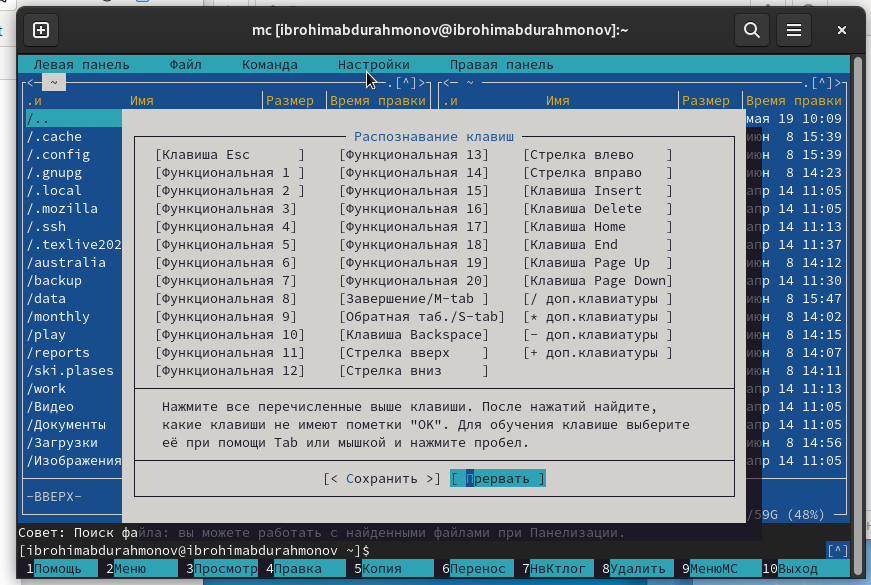 mc [ibrohimabdurahmonov@ibrohimabdurahmonov]:~
Левая панель Файл Команда Настройки Правая панель
<— ~ .[^]> <— ~ .[^]>
.и Имя Размер Время правки .и Имя Размер Время правки
/.. мая 19 10:09
/.cache июн 8 15:39
/.config июн 8 15:39
/.gnupg июн 8 14:23
/.local апр 14 11:05
/.mozilla апр 14 11:05
/.ssh апр 14 11:13
/.texlive202 апр 14 11:37
/australia июн 8 14:12
/backup апр 14 11:30
/data июн 8 15:47
/monthly июн 8 14:02
/play июн 8 14:15
/reports июн 8 14:07
/ski.plases июн 8 14:11
/work апр 14 11:13
/Видео апр 14 11:05
/Документы апр 14 11:05
/Загрузки июн 8 14:56
/Изображения апр 14 11:05
-ВВЕРХ-
/59G (48%)
Распознавание клавиш
[Клавиша Esc ] [Функциональная 13] [Стрелка влево ]
[Функциональная 1 ] [Функциональная 14] [Стрелка вправо ]
[Функциональная 2 ] [Функциональная 15] [Клавиша Insert ]
[Функциональная 3] [Функциональная 16] [Клавиша Delete ]
[Функциональная 4] [Функциональная 17] [Клавиша Home ]
[Функциональная 5] [Функциональная 18] [Клавиша End ]
[Функциональная 6] [Функциональная 19] [Клавиша Page Up ]
[Функциональная 7] [Функциональная 20] [Клавиша Page Down]
[Функциональная 8] [Завершение/M-tab ] [/ доп.клавиатуры ]
[Функциональная 9] [Обратная таб./S-tab] [* доп.клавиатуры ]
[Функциональная 10] [Клавиша Backspace] [- доп.клавиатуры ]
[Функциональная 11] [Стрелка вверх ] [+ доп.клавиатуры ]
[Функциональная 12] [Стрелка вниз ]
Нажмите все перечисленные выше клавиши. После нажатий найдите,
какие клавиши не имеют пометки "OK". Для обучения клавише выберите
её при помощи Tab или мышкой и нажмите пробел.
[< Сохранить >] [ Прервать ]
Совет: Поиск файла: вы можете работать с найденными файлами при Панелизации.
[ibrohimabdurahmonov@ibrohimabdurahmonov ~]$ [^]
1Помощь 2Меню 3Просмотр 4Правка 5Копия 6Перенос 7НвКтлог 8Удалить 9МенюMC 10Выход